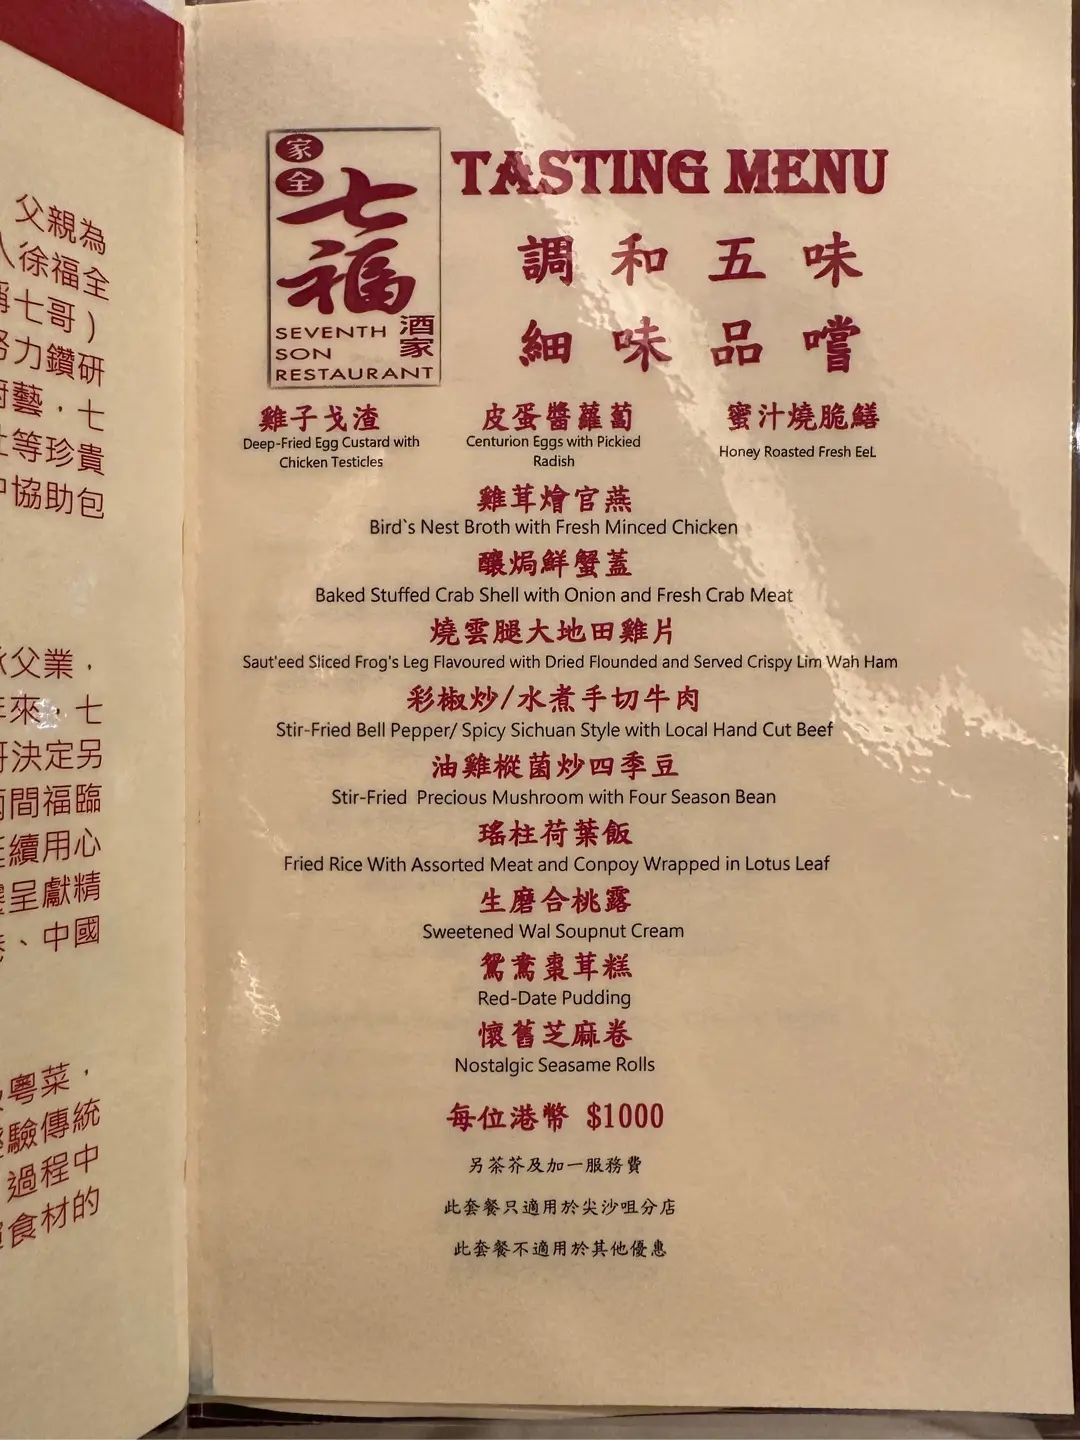 父親為
徐福全
七哥)
力鑽研
藝，七
等珍貴
協助包
父業，
來，七
決定另
間福臨
續用心
呈獻精
、中國
粵菜，
驗傳統
過程中
食材的
家全
七福
酒家
SEVENTH
SON
RESTAURANT
TASTING MENU
調和五味
細味品嚐
雞子戈渣
Deep-Fried Egg Custard with
Chicken Testicles
皮蛋醬蘿蔔
Centurion Eggs with Pickied
Radish
蜜汁燒脆鱔
Honey Roasted Fresh EeL
雞茸燴官燕
Bird`s Nest Broth with Fresh Minced Chicken
釀焗鮮蟹蓋
Baked Stuffed Crab Shell with Onion and Fresh Crab Meat
燒雲腿大地田雞片
Saut'eed Sliced Frog's Leg Flavoured with Dried Flounded and Served Crispy Lim Wah Ham
彩椒炒/水煮手切牛肉
Stir-Fried Bell Pepper/ Spicy Sichuan Style with Local Hand Cut Beef
油雞樅菌炒四季豆
Stir-Fried Precious Mushroom with Four Season Bean
瑤柱荷葉飯
Fried Rice With Assorted Meat and Conpoy Wrapped in Lotus Leaf
生磨合桃露
Sweetened Wal Soupnut Cream
鴛鴦棗茸糕
Red-Date Pudding
懷舊芝麻卷
Nostalgic Seasame Rolls
每位港幣 $1000
另茶芥及加一服務費
此套餐只適用於尖沙咀分店
此套餐不適用於其他優惠